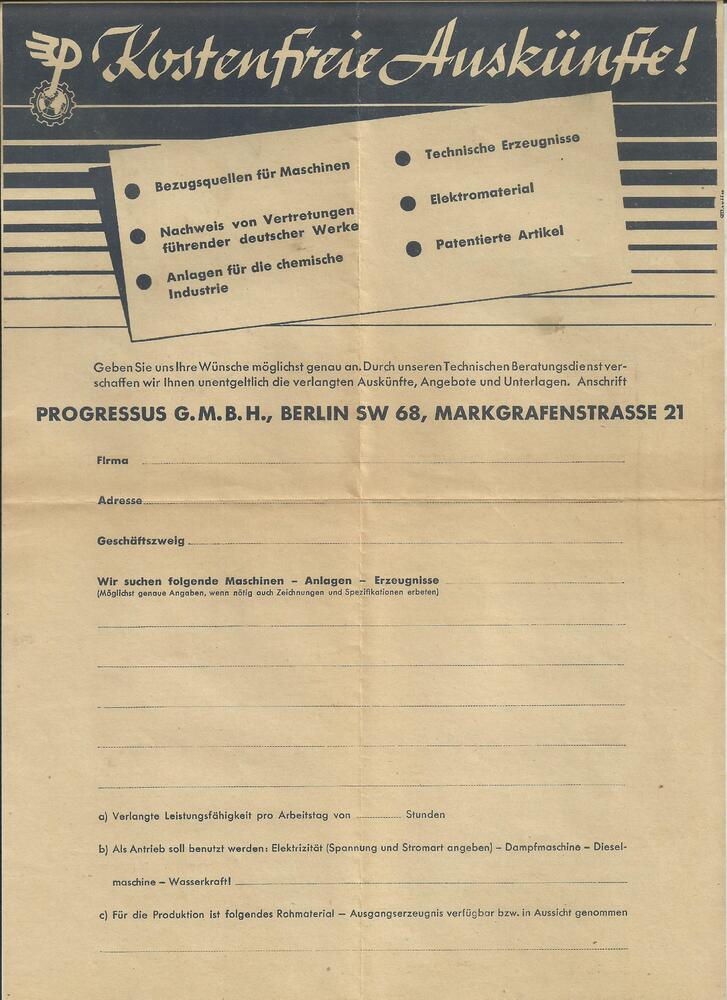 Kostenfreie Auskünfte!
Bezugsquellen für Maschinen
Nachweis von Vertretungen
führender deutscher Werke
Anlagen für die chemische
Industrie
Technische Erzeugnisse
Elektromaterial
Patentierte Artikel
Geben Sie uns Ihre Wünsche möglichst genau an. Durch unseren Technischen Beratungsdienst ver-
schaffen wir Ihnen unentgeltlich die verlangten Auskünfte, Angebote und Unterlagen. Anschrift
PROGRESSUS G.M.B.H., BERLIN SW 68, MARKGRAFENSTRASSE 21
Firma
Adresse
Geschäftszweig
Wir suchen folgende Maschinen – Anlagen – Erzeugnisse
(Möglichst genaue Angaben, wenn nötig auch Zeichnungen und Spezifikationen erbeten)
a) Verlangte Leistungsfähigkeit pro Arbeitstag von Stunden
b) Als Antrieb soll benutzt werden: Elektrizität (Spannung und Stromart angeben) – Dampfmaschine – Diesel-
maschine – Wasserkraft!
c) Für die Produktion ist folgendes Rohmaterial – Ausgangserzeugnis verfügbar bzw. in Aussicht genommen